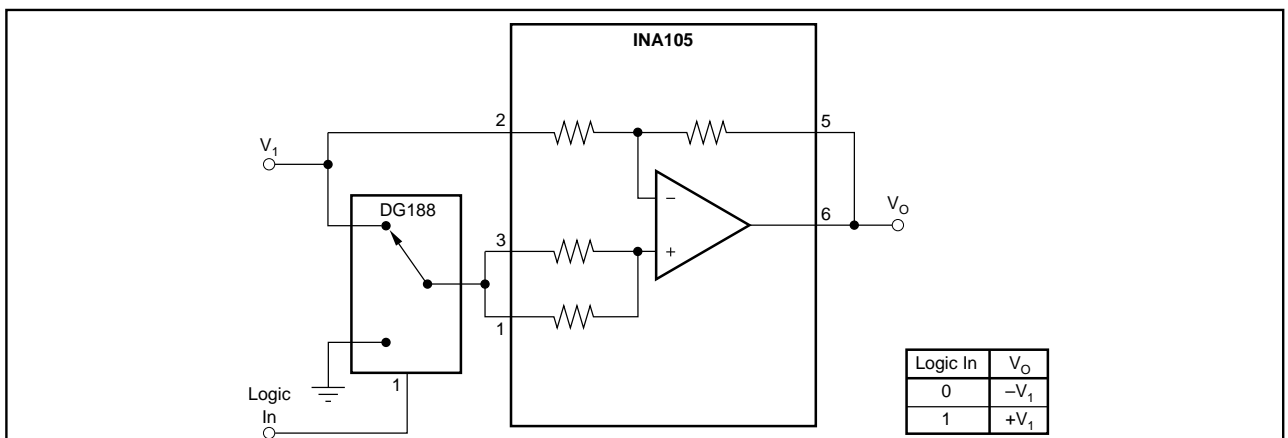 INA105
2
5
V₁
DG188
Vₒ
6
3
1
1
Logic
In
Logic In Vₒ
0 –V₁
1 +V₁
–
+